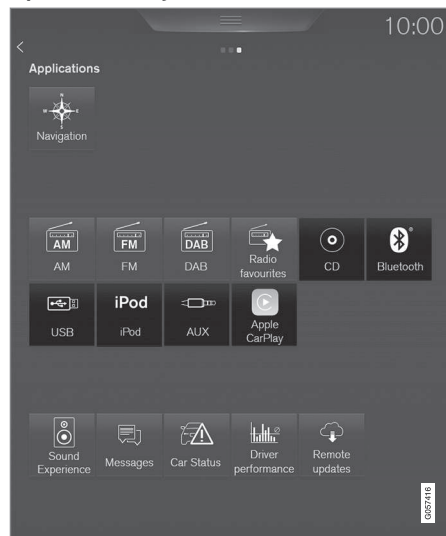 10:00
Applications
N
W E
S
Navigation
AM FM DAB
AM FM DAB Radio favourites CD Bluetooth
iPod
USB iPod AUX Apple CarPlay
Sound Experience Messages Car Status Driver performance Remote updates
G057416